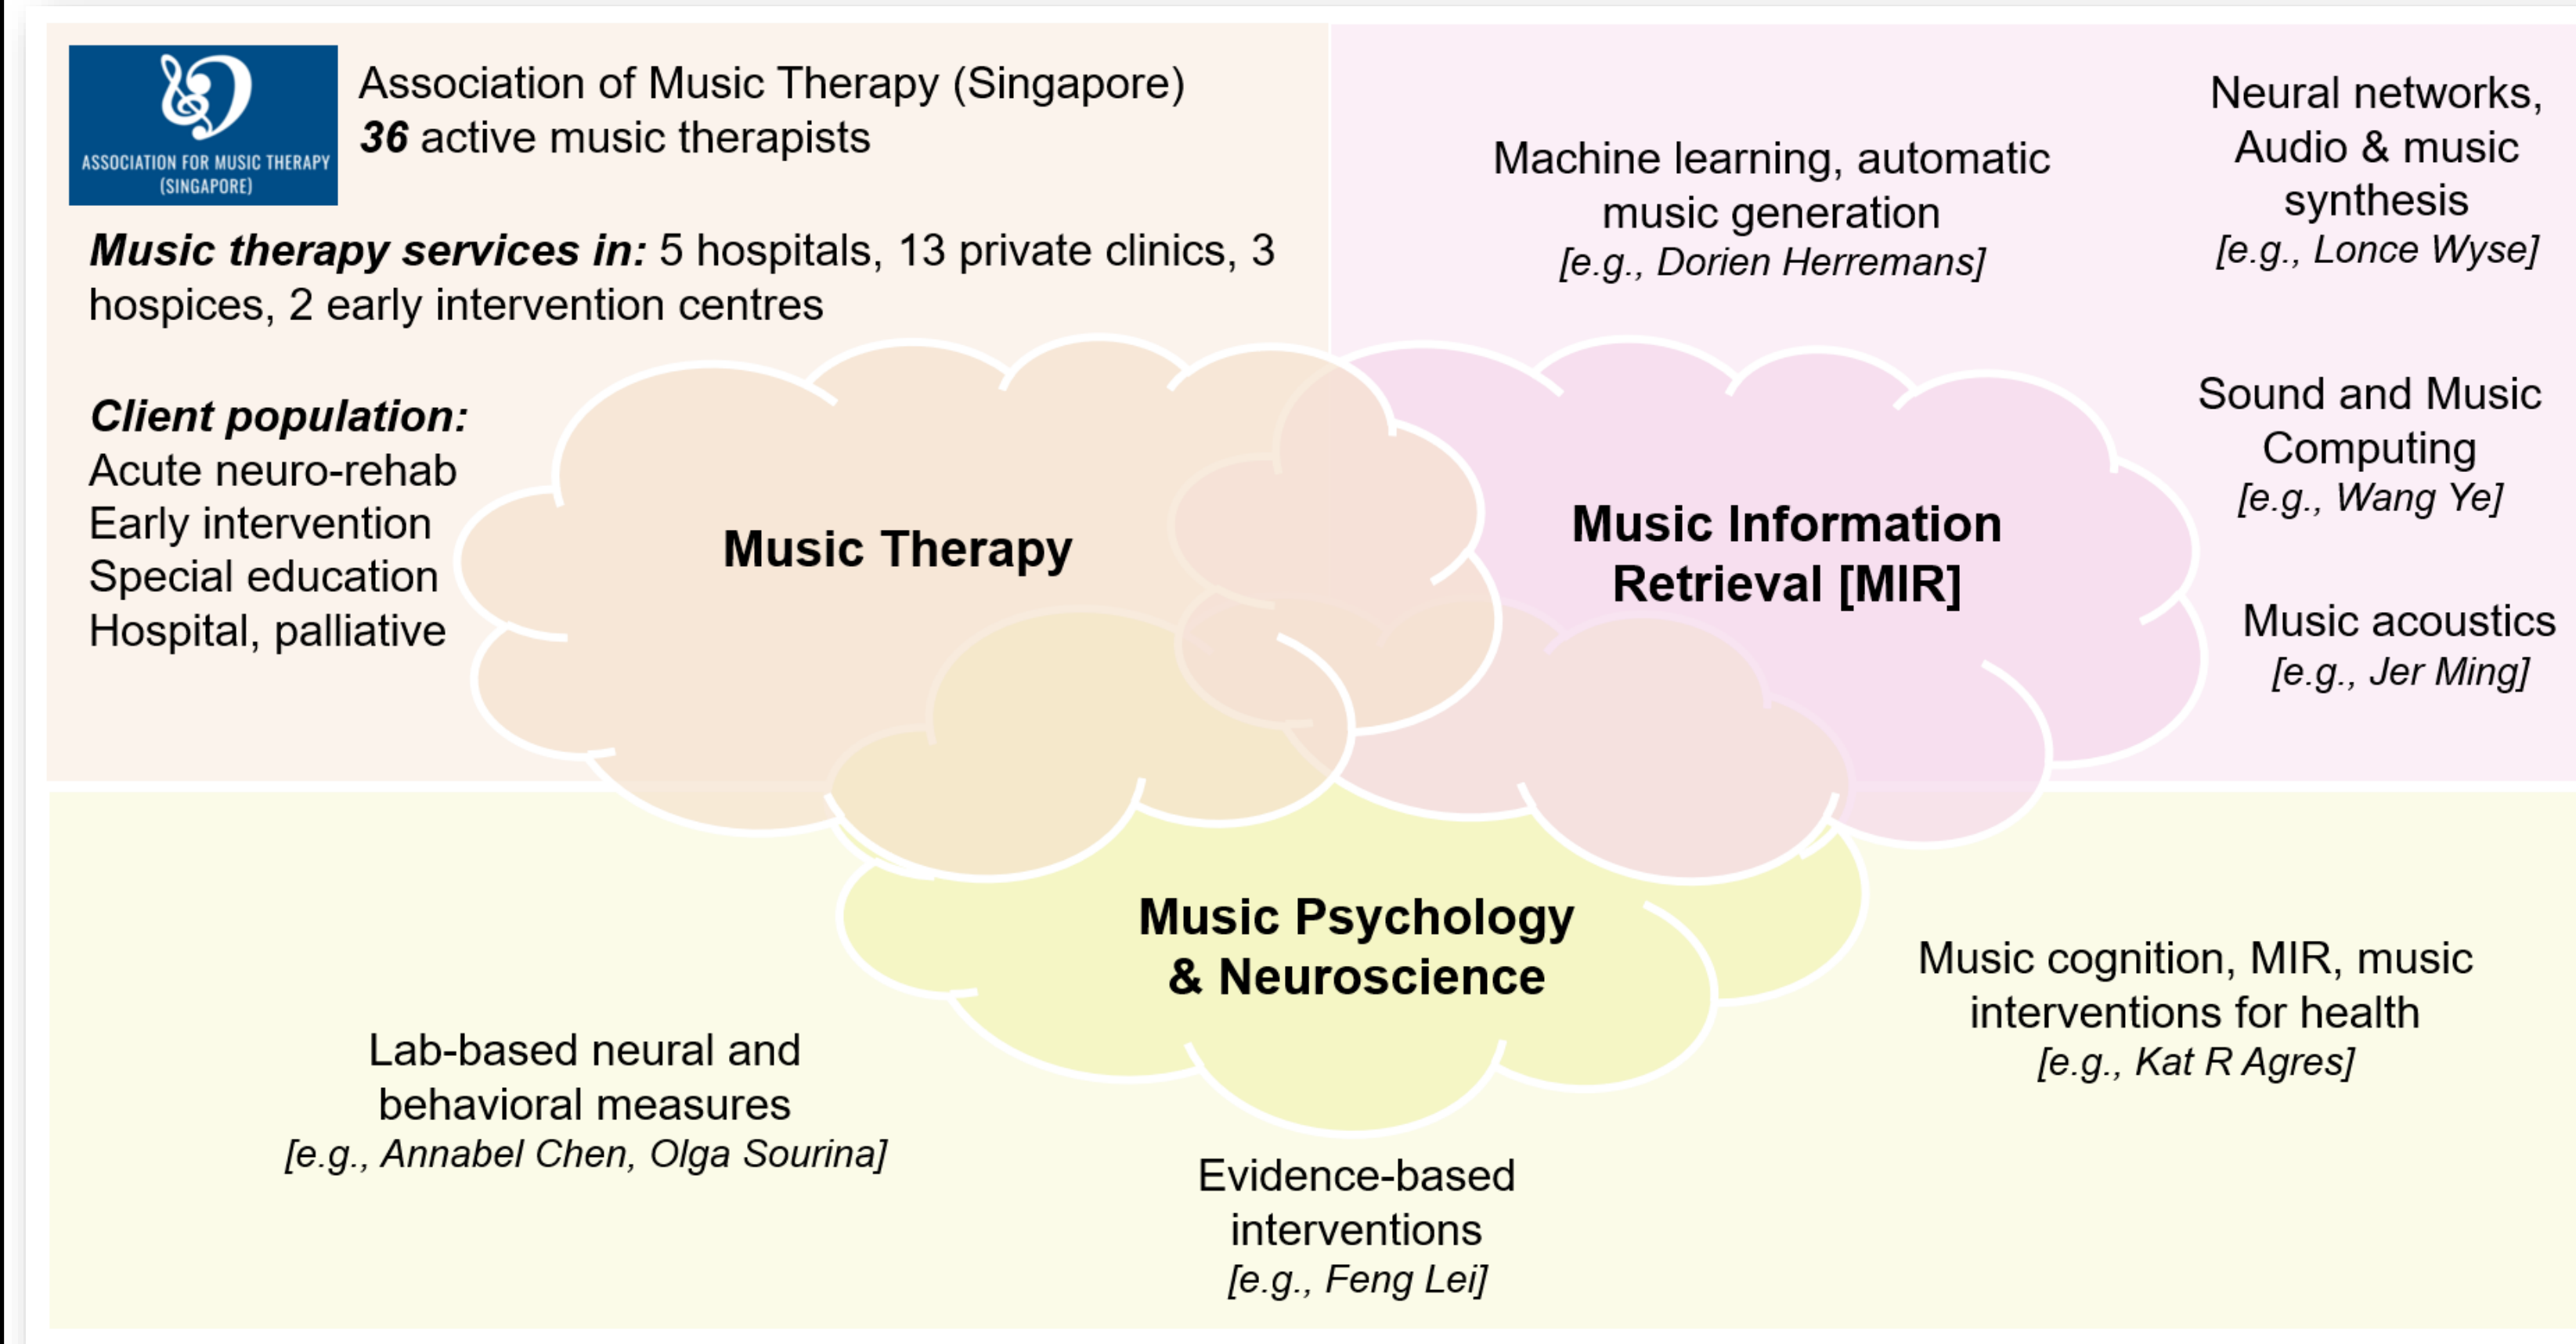 ASSOCIATION FOR MUSIC THERAPY
(SINGAPORE)
Association of Music Therapy (Singapore)
36 active music therapists
Music therapy services in: 5 hospitals, 13 private clinics, 3
hospices, 2 early intervention centres
Client population:
Acute neuro-rehab
Early intervention
Special education
Hospital, palliative
Music Therapy
Machine learning, automatic
music generation
[e.g., Dorien Herremans]
Neural networks,
Audio & music
synthesis
[e.g., Lonce Wyse]
Sound and Music
Computing
[e.g., Wang Ye]
Music acoustics
[e.g., Jer Ming]
Music Information
Retrieval [MIR]
Music Psychology
& Neuroscience
Lab-based neural and
behavioral measures
[e.g., Annabel Chen, Olga Sourina]
Evidence-based
interventions
[e.g., Feng Lei]
Music cognition, MIR, music
interventions for health
[e.g., Kat R Agres]